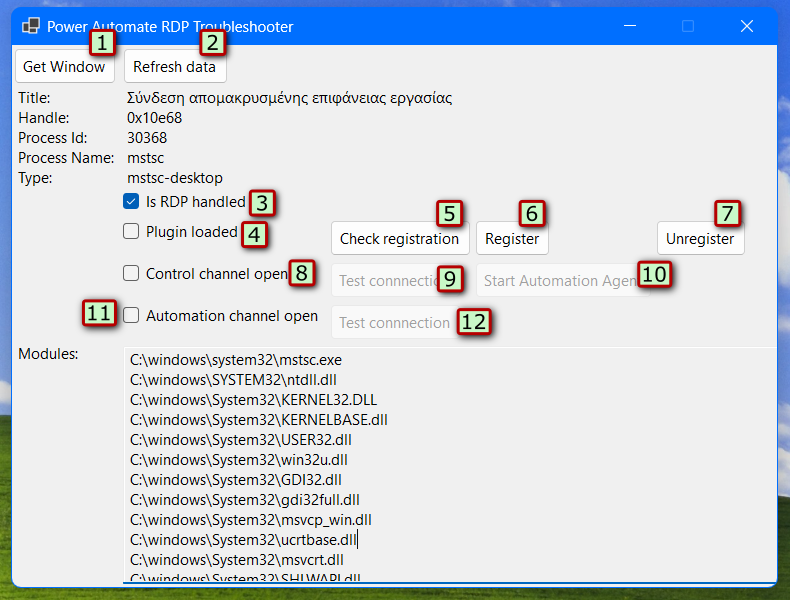 Power Automate RDP Troubleshooter
1 2
Get Window Refresh data
Title: Σύνδεση απομακρυσμένης επιφάνειας εργασίας
Handle: 0x10e68
Process Id: 30368
Process Name: mstsc
Type: mstsc-desktop
Is RDP handled 3
Plugin loaded 4
5 6 7
Check registration Register Unregister
Control channel open 8
Test connnectio 9 Start Automation Agen 10
11 Automation channel open
Test connnection 12
Modules:
C:\windows\system32\mstsc.exe
C:\windows\SYSTEM32\ntdll.dll
C:\windows\System32\KERNEL32.DLL
C:\windows\System32\KERNELBASE.dll
C:\windows\System32\USER32.dll
C:\windows\System32\win32u.dll
C:\windows\System32\GDI32.dll
C:\windows\System32\gdi32full.dll
C:\windows\System32\msvcp_win.dll
C:\windows\System32\ucrtbase.dll
C:\windows\System32\msvcrt.dll
C:\windows\System32\SHLWAPI.dll